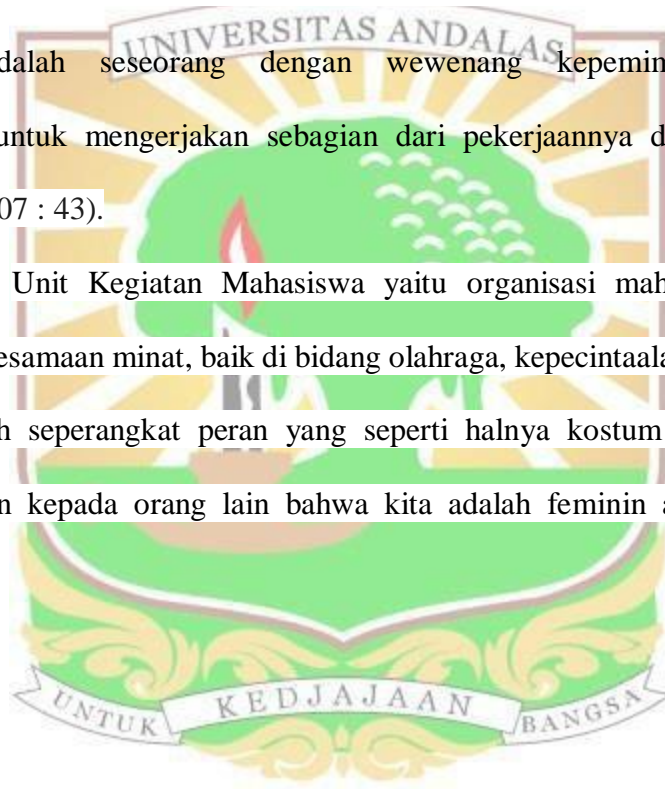 UNIVERSITAS ANDALAS
dalah seseorang dengan wewenang kepemin
untuk mengerjakan sebagian dari pekerjaannya d
07 : 43).
Unit Kegiatan Mahasiswa yaitu organisasi mah
esamaan minat, baik di bidang olahraga, kepecintaala
h seperangkat peran yang seperti halnya kostum
n kepada orang lain bahwa kita adalah feminin a
UNTUK KEDJAJAAN BANGSA